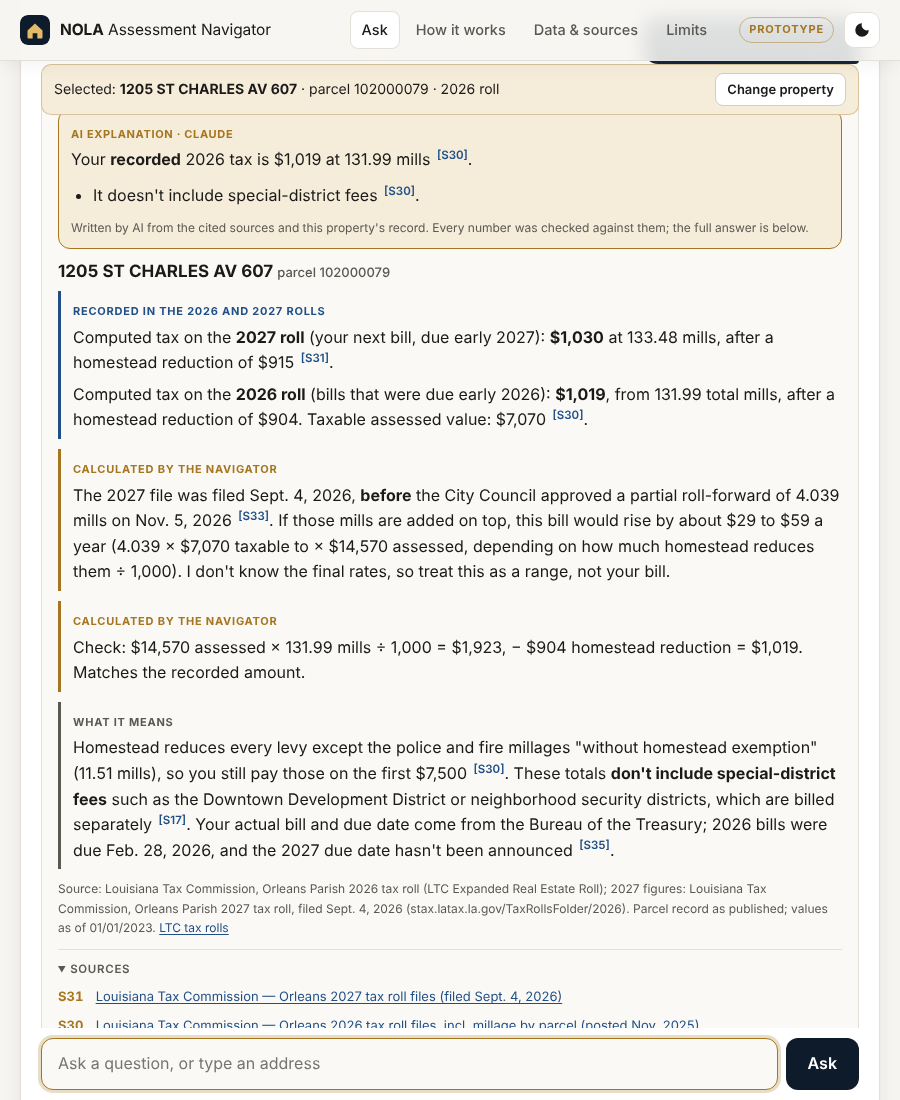 NOLA Assessment Navigator
Ask
How it works
Data & sources
Limits
PROTOTYPE
Selected: 1205 ST CHARLES AV 607 · parcel 102000079 · 2026 roll
Change property
AI EXPLANATION · CLAUDE
Your recorded 2026 tax is $1,019 at 131.99 mills [S30].
• It doesn't include special-district fees [S30].
Written by AI from the cited sources and this property's record. Every number was checked against them; the full answer is below.
1205 ST CHARLES AV 607 parcel 102000079
RECORDED IN THE 2026 AND 2027 ROLLS
Computed tax on the 2027 roll (your next bill, due early 2027): $1,030 at 133.48 mills, after a
homestead reduction of $915 [S31].
Computed tax on the 2026 roll (bills that were due early 2026): $1,019, from 131.99 total mills, after a
homestead reduction of $904. Taxable assessed value: $7,070 [S30].
CALCULATED BY THE NAVIGATOR
The 2027 file was filed Sept. 4, 2026, before the City Council approved a partial roll-forward of 4.039
mills on Nov. 5, 2026 [S33]. If those mills are added on top, this bill would rise by about $29 to $59 a
year (4.039 × $7,070 taxable to × $14,570 assessed, depending on how much homestead reduces
them ÷ 1,000). I don't know the final rates, so treat this as a range, not your bill.
CALCULATED BY THE NAVIGATOR
Check: $14,570 assessed × 131.99 mills ÷ 1,000 = $1,923, − $904 homestead reduction = $1,019.
Matches the recorded amount.
WHAT IT MEANS
Homestead reduces every levy except the police and fire millages "without homestead exemption"
(11.51 mills), so you still pay those on the first $7,500 [S30]. These totals don't include special-district
fees such as the Downtown Development District or neighborhood security districts, which are billed
separately [S17]. Your actual bill and due date come from the Bureau of the Treasury; 2026 bills were
due Feb. 28, 2026, and the 2027 due date hasn't been announced [S35].
Source: Louisiana Tax Commission, Orleans Parish 2026 tax roll (LTC Expanded Real Estate Roll); 2027 figures: Louisiana Tax
Commission, Orleans Parish 2027 tax roll, filed Sept. 4, 2026 (stax.latax.la.gov/TaxRollsFolder/2026). Parcel record as published; values
as of 01/01/2023. LTC tax rolls
▼ SOURCES
S31 Louisiana Tax Commission — Orleans 2027 tax roll files (filed Sept. 4, 2026)
S30 Louisiana Tax Commission — Orleans 2026 tax roll files, incl. millage by parcel (posted Nov. 2025)
Ask a question, or type an address
Ask